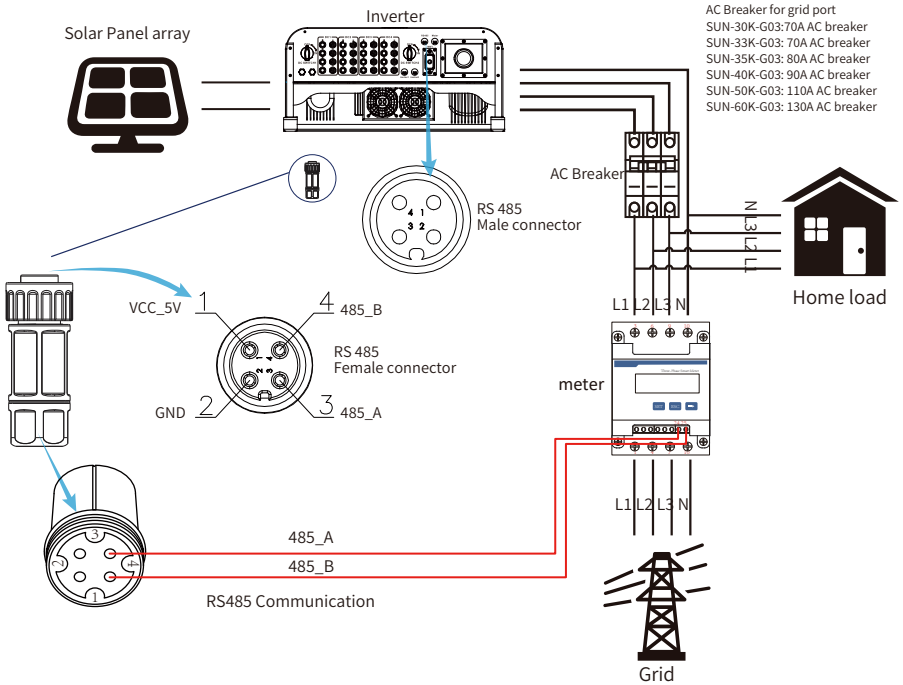 Solar Panel array
Inverter
AC Breaker for grid port
SUN-30K-G03:70A AC breaker
SUN-33K-G03: 70A AC breaker
SUN-35K-G03: 80A AC breaker
SUN-40K-G03: 90A AC breaker
SUN-50K-G03: 110A AC breaker
SUN-60K-G03: 130A AC breaker
AC Breaker
4 1
3 2
RS 485
Male connector
N
L3
L2
L1
Home load
VCC_5V
1
4
485_B
1 4
2 3
RS 485
Female connector
GND
2
3
485_A
L1 L2 L3 N
meter
L1 L2 L3 N
3
2 4
1
485_A
485_B
RS485 Communication
Grid